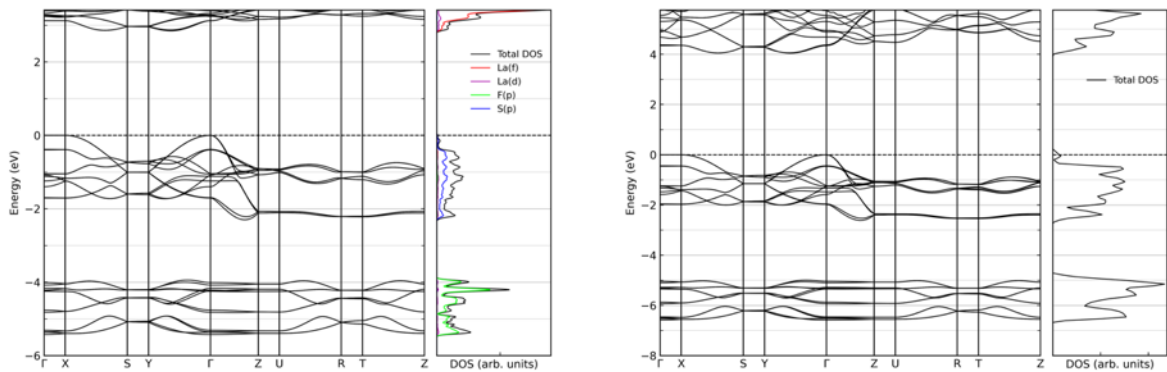 Energy (eV)
2
0
−2
−4
−6
Γ X S Y Γ Z U R T Z
Total DOS
La(f)
La(d)
F(p)
S(p)
DOS (arb. units)
Energy (eV)
4
2
0
−2
−4
−6
−8
Γ X S Y Γ Z U R T Z
Total DOS
DOS (arb. units)